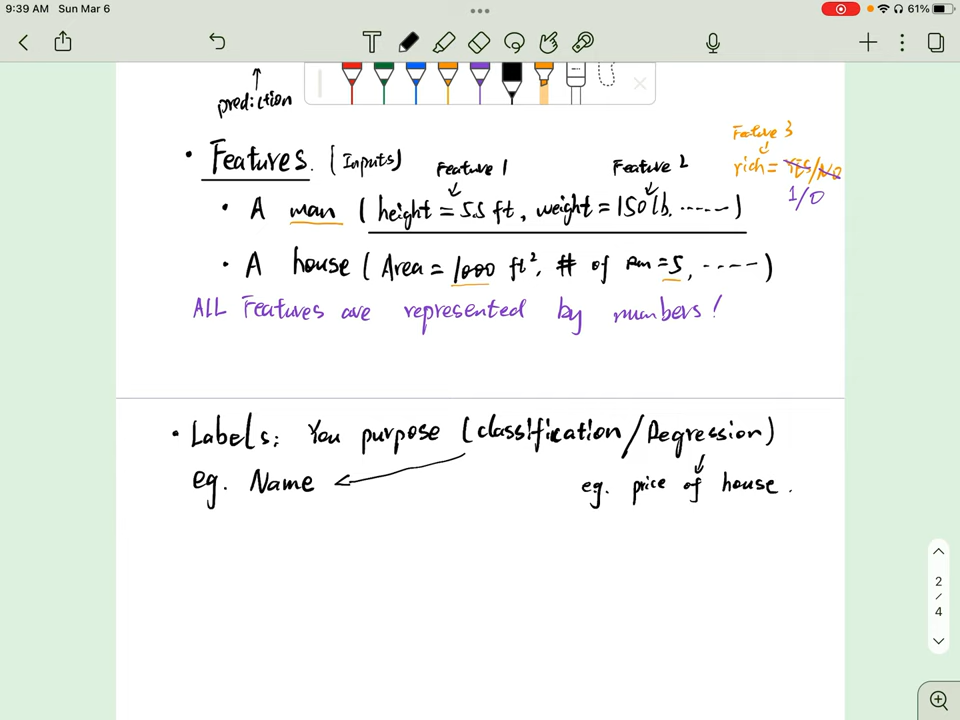 9:39 AM Sun Mar 6
61%
prediction
• Features. (Inputs)
Feature 1
Feature 2
Feature 3
rich = YES/NO
1/0
• A man (height = 5.5 ft, weight = 150 lb. ......)
• A house (Area = 1000 ft², # of Rm = 5, ......)
ALL Features are represented by numbers!
• Labels: You purpose (classification/Regression)
eg. Name
eg. price of house.
2
/
4